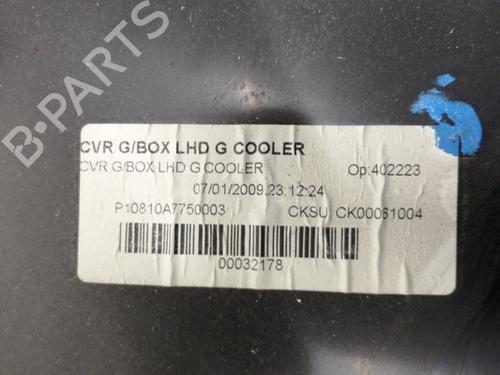 B-PARTS
CVR G/BOX LHD G COOLER
CVR G/BOX LHD G COOLER Op:402223
07/01/2009 23:12:24
P10810A7750003 CKSU CK00061004
00032178